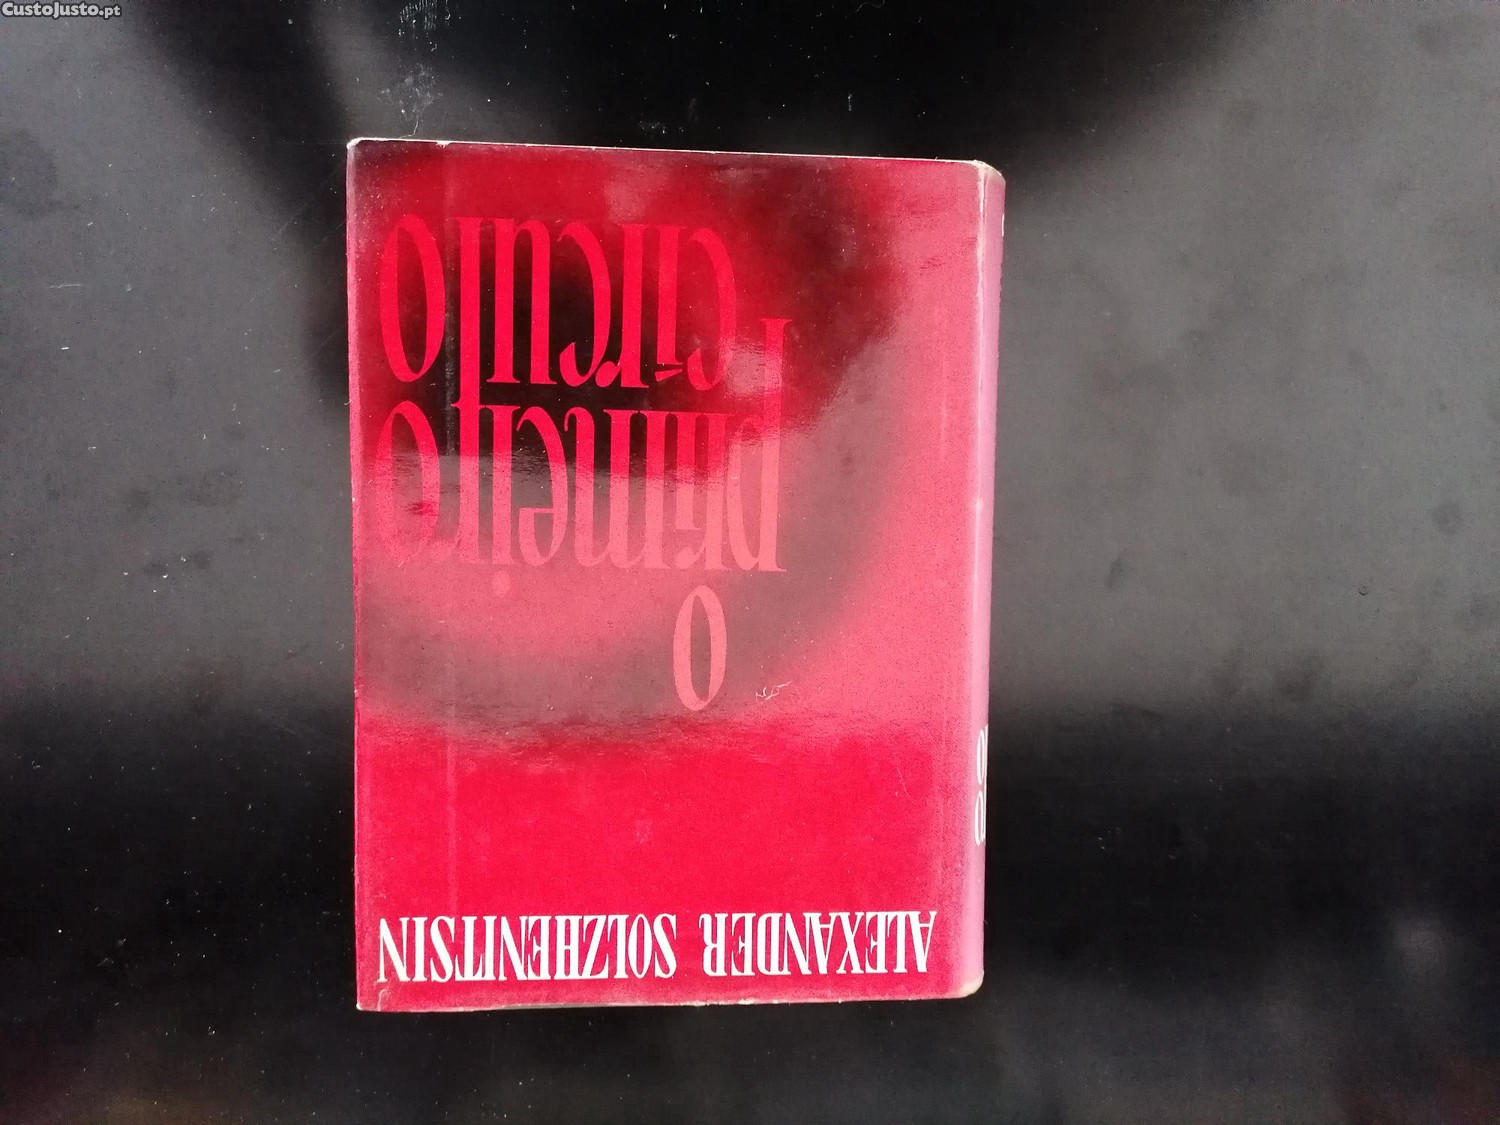 CustoJusto.pt
ALEXANDER SOLZHENITSIN
o
primeiro
círculo